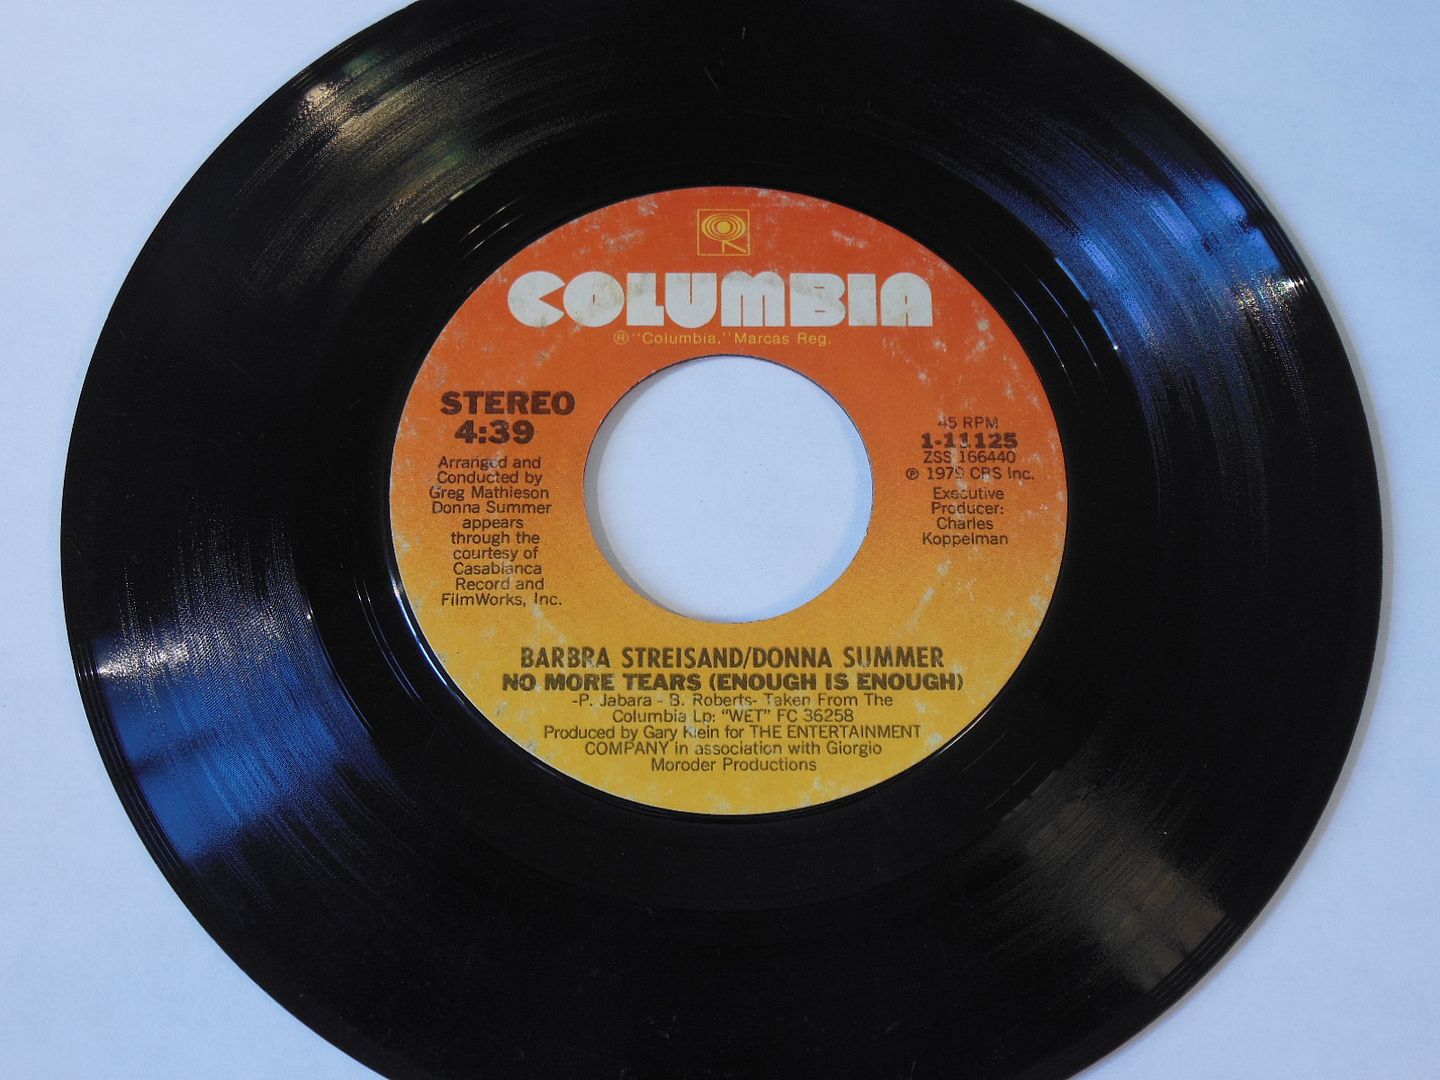 COLUMBIA
® "Columbia," Marcas Reg.
STEREO
4:39
Arranged and
Conducted by
Greg Mathieson
Donna Summer
appears
through the
courtesy of
Casablanca
Record and
FilmWorks, Inc.
45 RPM
1-11125
ZSS 166440
℗ 1979 CBS Inc.
Executive
Producer:
Charles
Koppelman
BARBRA STREISAND/DONNA SUMMER
NO MORE TEARS (ENOUGH IS ENOUGH)
-P. Jabara - B. Roberts- Taken From The
Columbia Lp: "WET" FC 36258
Produced by Gary Klein for THE ENTERTAINMENT
COMPANY in association with Giorgio
Moroder Productions